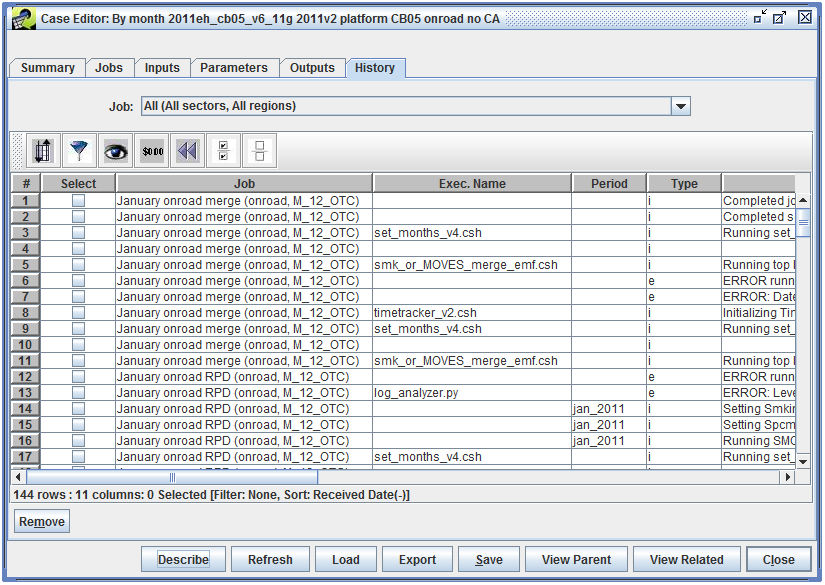 Case Editor: By month 2011eh_cb05_v6_11g 2011v2 platform CB05 onroad no CA
Summary Jobs Inputs Parameters Outputs History
Job: All (All sectors, All regions)
$0.00
# Select Job Exec. Name Period Type
1 January onroad merge (onroad, M_12_OTC) i Completed jo
2 January onroad merge (onroad, M_12_OTC) i Completed s
3 January onroad merge (onroad, M_12_OTC) set_months_v4.csh i Running set_
4 January onroad merge (onroad, M_12_OTC) i
5 January onroad merge (onroad, M_12_OTC) smk_or_MOVES_merge_emf.csh i Running top
6 January onroad merge (onroad, M_12_OTC) e ERROR runn
7 January onroad merge (onroad, M_12_OTC) e ERROR: Date
8 January onroad merge (onroad, M_12_OTC) timetracker_v2.csh i Initializing Tin
9 January onroad merge (onroad, M_12_OTC) set_months_v4.csh i Running set_
10 January onroad merge (onroad, M_12_OTC) i
11 January onroad merge (onroad, M_12_OTC) smk_or_MOVES_merge_emf.csh i Running top
12 January onroad RPD (onroad, M_12_OTC) e ERROR runn
13 January onroad RPD (onroad, M_12_OTC) log_analyzer.py e ERROR: Leve
14 January onroad RPD (onroad, M_12_OTC) jan_2011 i Setting Smkin
15 January onroad RPD (onroad, M_12_OTC) jan_2011 i Setting Spcm
16 January onroad RPD (onroad, M_12_OTC) jan_2011 i Running SMO
17 January onroad RPD (onroad, M_12_OTC) set_months_v4.csh i Running set_
144 rows : 11 columns: 0 Selected [Filter: None, Sort: Received Date(-)]
Remove
Describe Refresh Load Export Save View Parent View Related Close